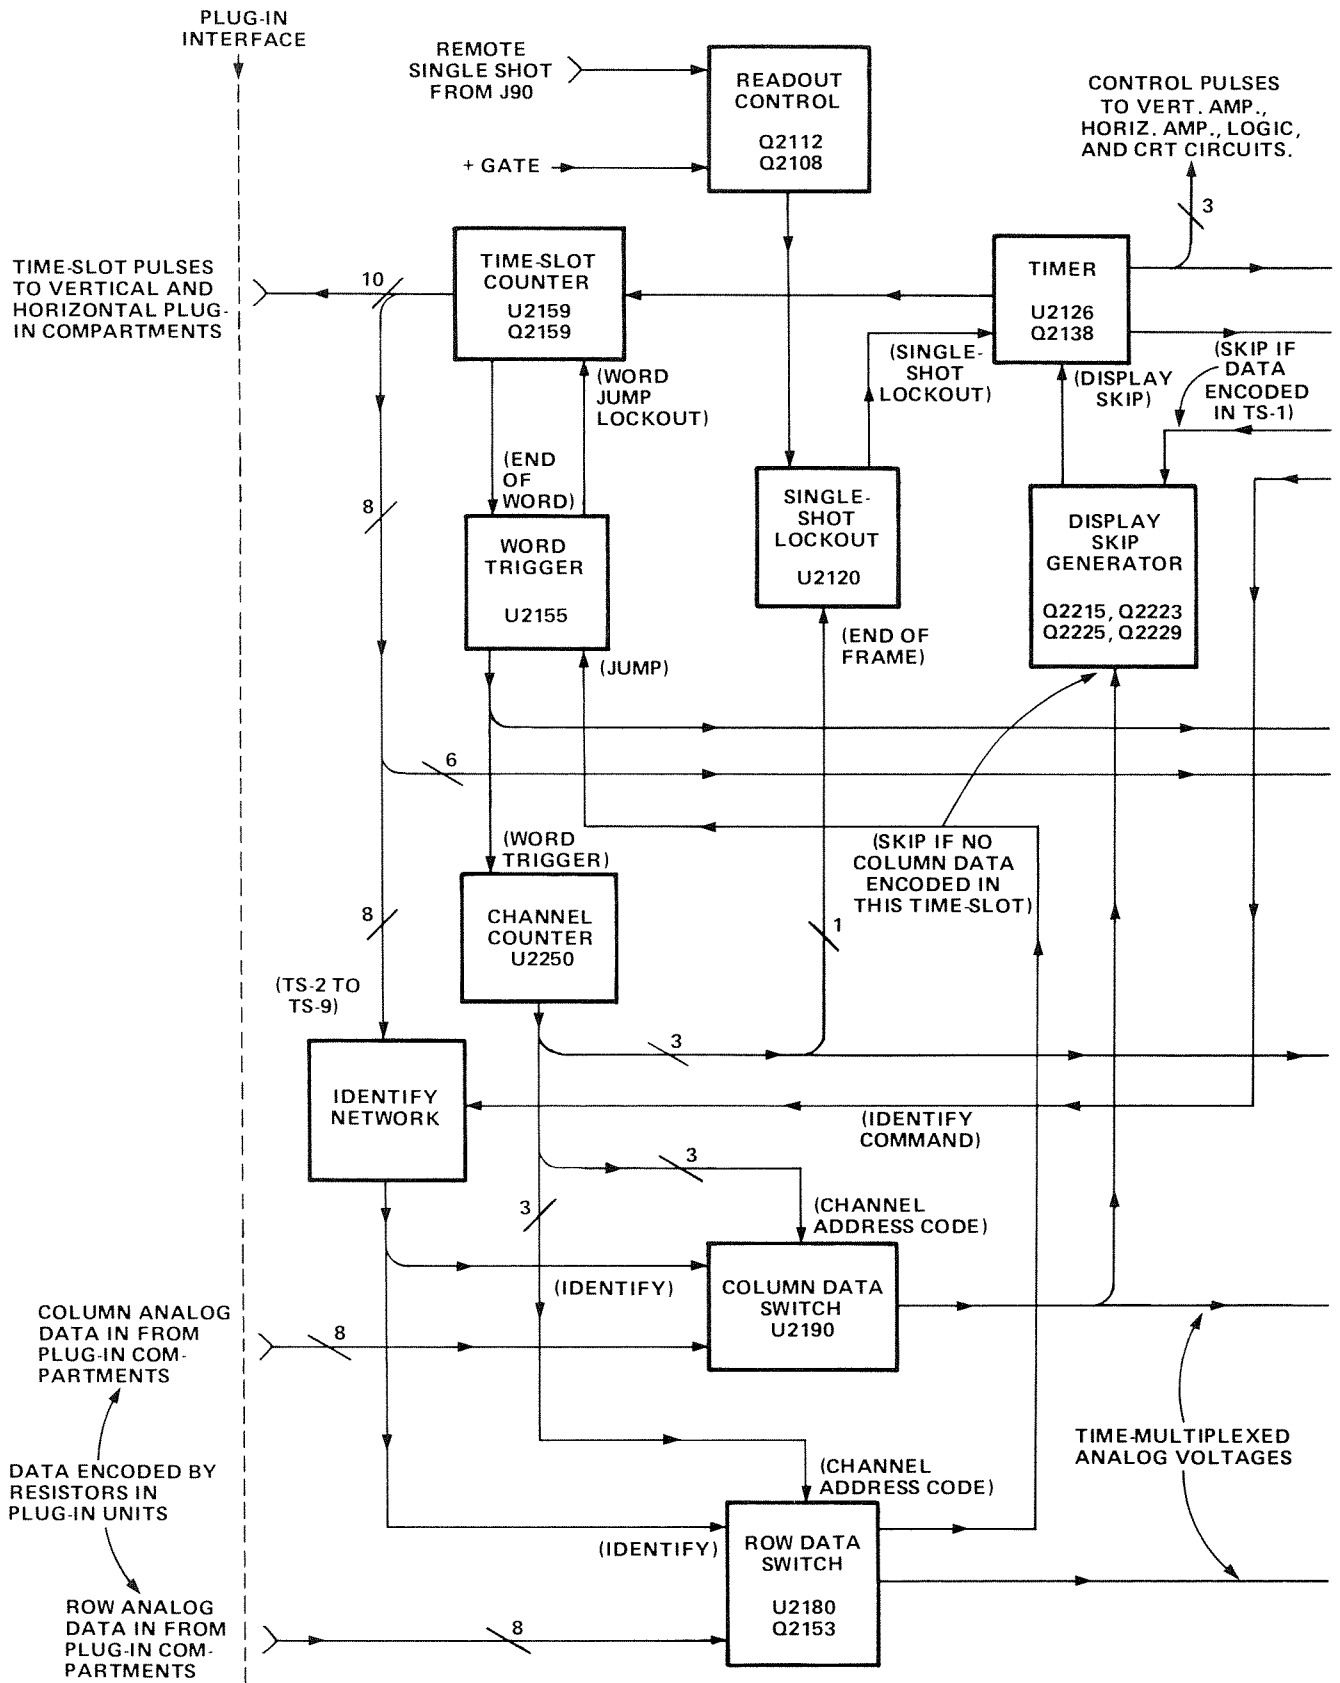 PLUG-IN
INTERFACE
REMOTE
SINGLE SHOT
FROM J90
+ GATE
READOUT
CONTROL
Q2112
Q2108
CONTROL PULSES
TO VERT. AMP.,
HORIZ. AMP., LOGIC,
AND CRT CIRCUITS.
3
TIME-SLOT PULSES
TO VERTICAL AND
HORIZONTAL PLUG-
IN COMPARTMENTS
10
TIME-SLOT
COUNTER
U2159
Q2159
TIMER
U2126
Q2138
(WORD
JUMP
LOCKOUT)
(SINGLE-
SHOT
LOCKOUT)
(DISPLAY
SKIP)
(SKIP IF
DATA
ENCODED
IN TS-1)
(END
OF
WORD)
8
WORD
TRIGGER
U2155
SINGLE-
SHOT
LOCKOUT
U2120
DISPLAY
SKIP
GENERATOR
Q2215, Q2223
Q2225, Q2229
(JUMP)
(END OF
FRAME)
6
(WORD
TRIGGER)
(SKIP IF NO
COLUMN DATA
ENCODED IN
THIS TIME-SLOT)
8
CHANNEL
COUNTER
U2250
1
(TS-2 TO
TS-9)
3
IDENTIFY
NETWORK
(IDENTIFY
COMMAND)
3
3
(CHANNEL
ADDRESS CODE)
(IDENTIFY)
COLUMN DATA
SWITCH
U2190
COLUMN ANALOG
DATA IN FROM
PLUG-IN COM-
PARTMENTS
8
DATA ENCODED BY
RESISTORS IN
PLUG-IN UNITS
TIME-MULTIPLEXED
ANALOG VOLTAGES
(CHANNEL
ADDRESS CODE)
(IDENTIFY)
ROW DATA
SWITCH
U2180
Q2153
ROW ANALOG
DATA IN FROM
PLUG-IN COM-
PARTMENTS
8